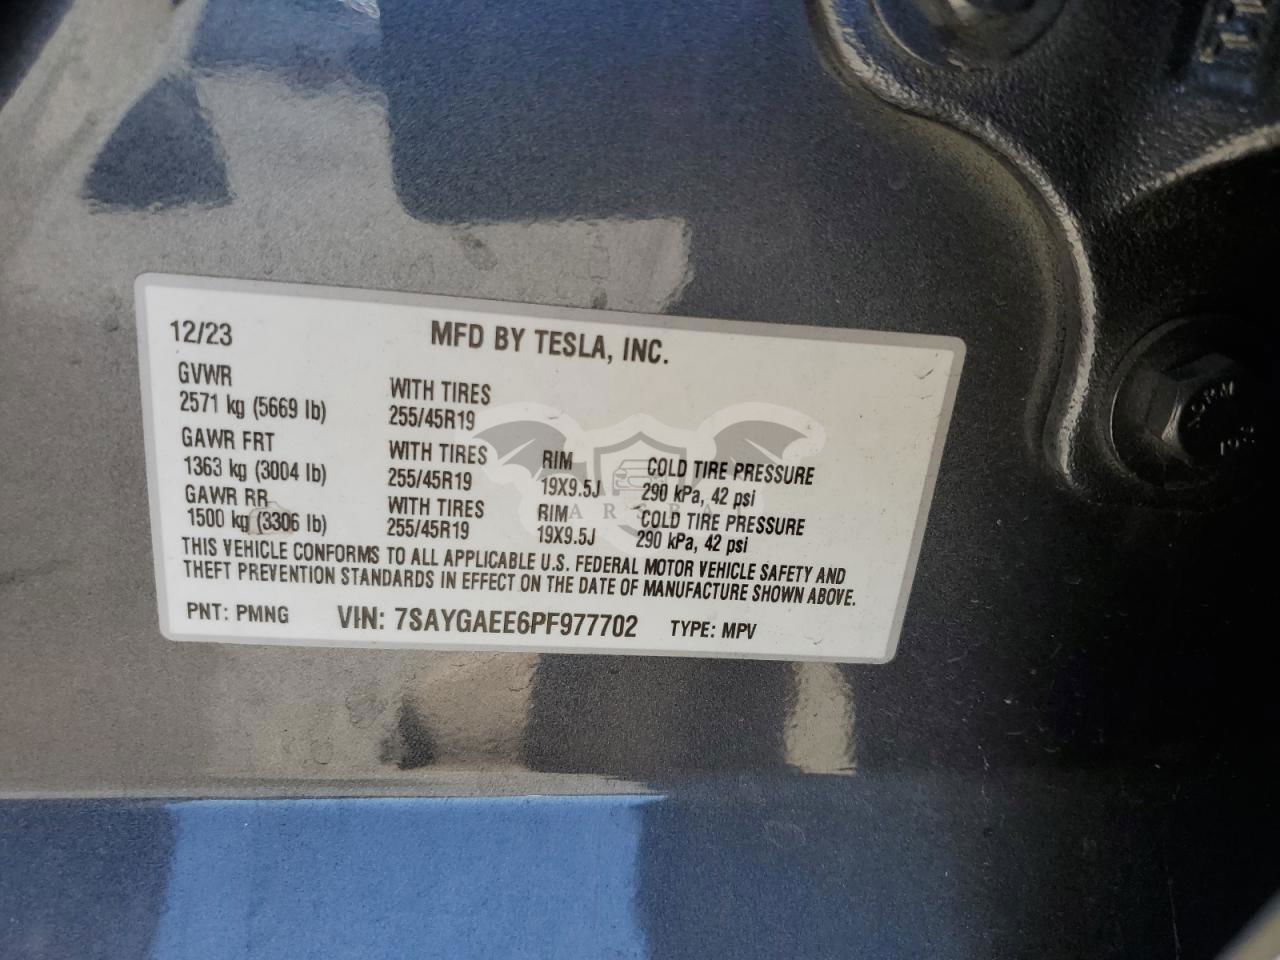 12/23 MFD BY TESLA, INC.
GVWR
2571 kg (5669 lb) WITH TIRES 255/45R19
GAWR FRT
1363 kg (3004 lb) WITH TIRES 255/45R19 RIM 19X9.5J COLD TIRE PRESSURE 290 kPa, 42 psi
GAWR RR
1500 kg (3306 lb) WITH TIRES 255/45R19 RIM 19X9.5J COLD TIRE PRESSURE 290 kPa, 42 psi
THIS VEHICLE CONFORMS TO ALL APPLICABLE U.S. FEDERAL MOTOR VEHICLE SAFETY AND
THEFT PREVENTION STANDARDS IN EFFECT ON THE DATE OF MANUFACTURE SHOWN ABOVE.
PNT: PMNG VIN: 7SAYGAEE6PF977702 TYPE: MPV